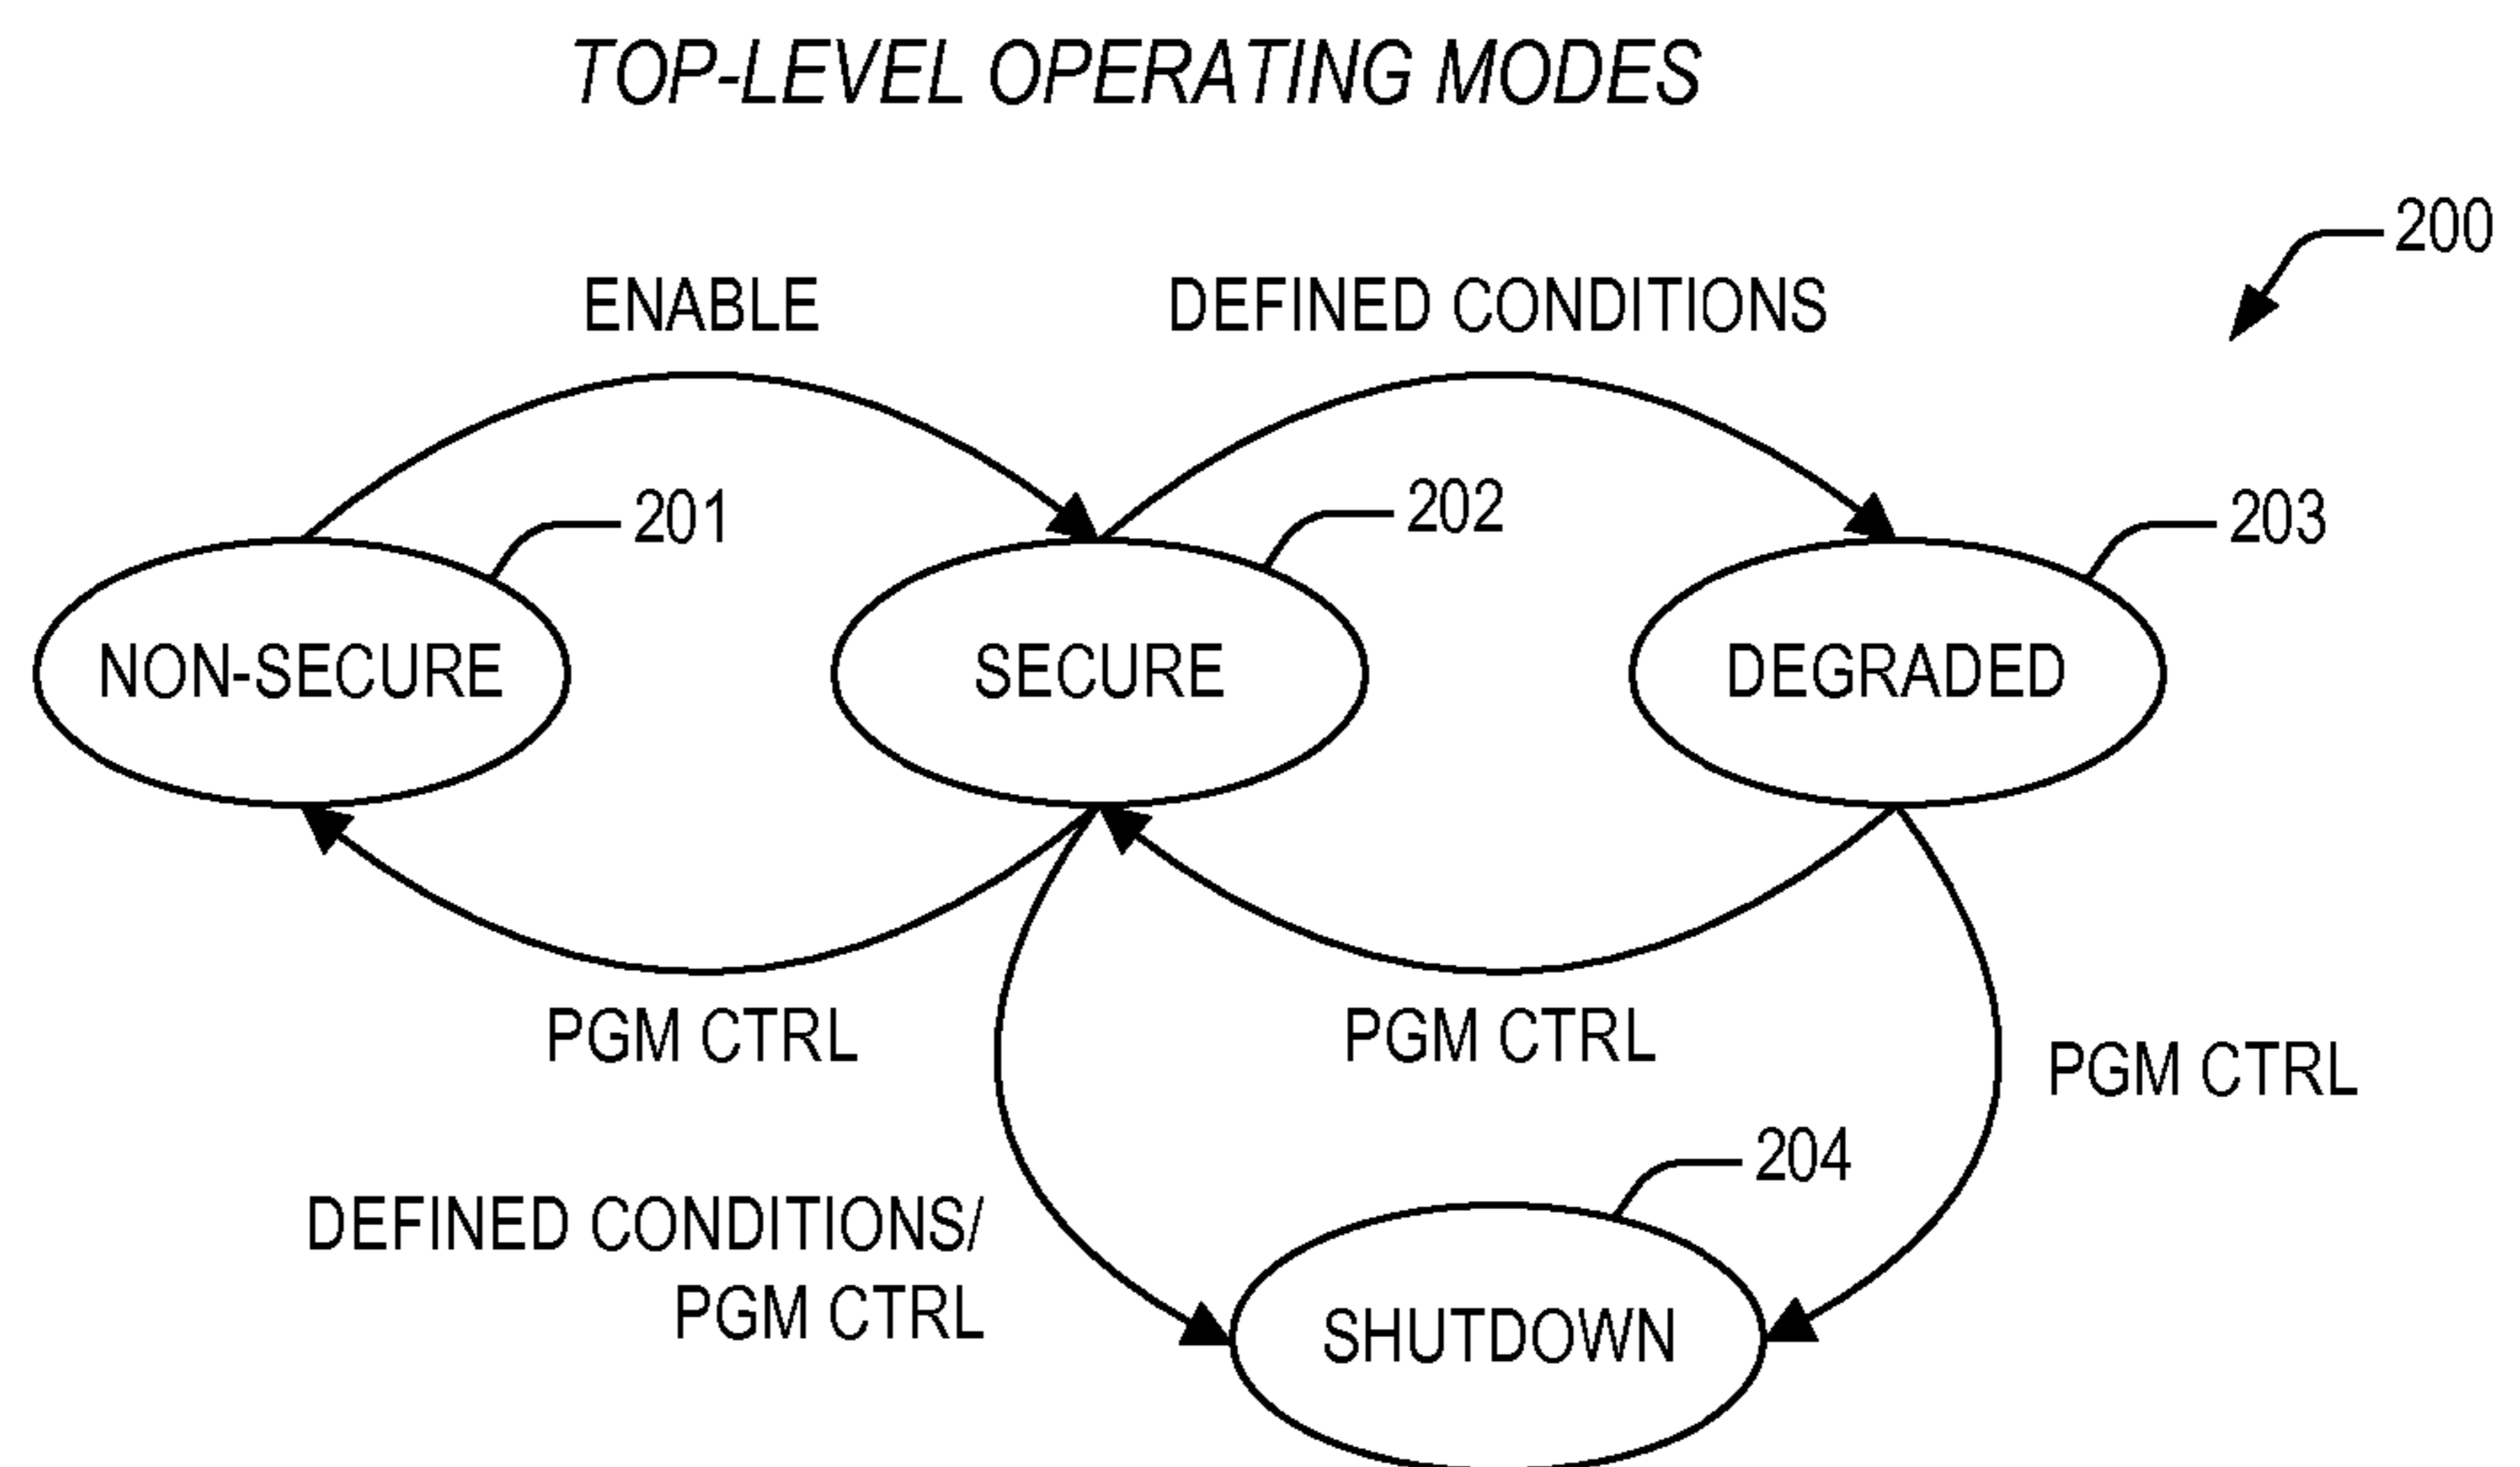 TOP-LEVEL OPERATING MODES
200
ENABLE
DEFINED CONDITIONS
201
202
203
NON-SECURE
SECURE
DEGRADED
PGM CTRL
PGM CTRL
PGM CTRL
204
DEFINED CONDITIONS/
PGM CTRL
SHUTDOWN